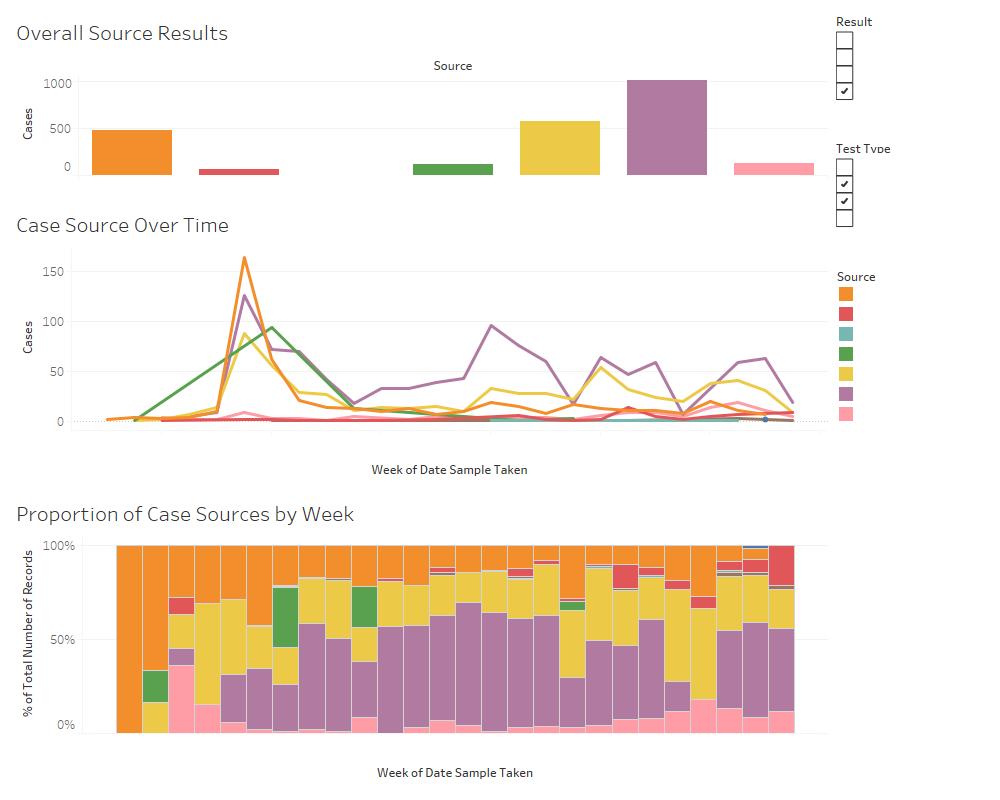 Overall Source Results
Source
Cases
1000
500
0
Result
Test Type
Case Source Over Time
Cases
150
100
50
0
Week of Date Sample Taken
Source
Proportion of Case Sources by Week
% of Total Number of Records
100%
50%
0%
Week of Date Sample Taken